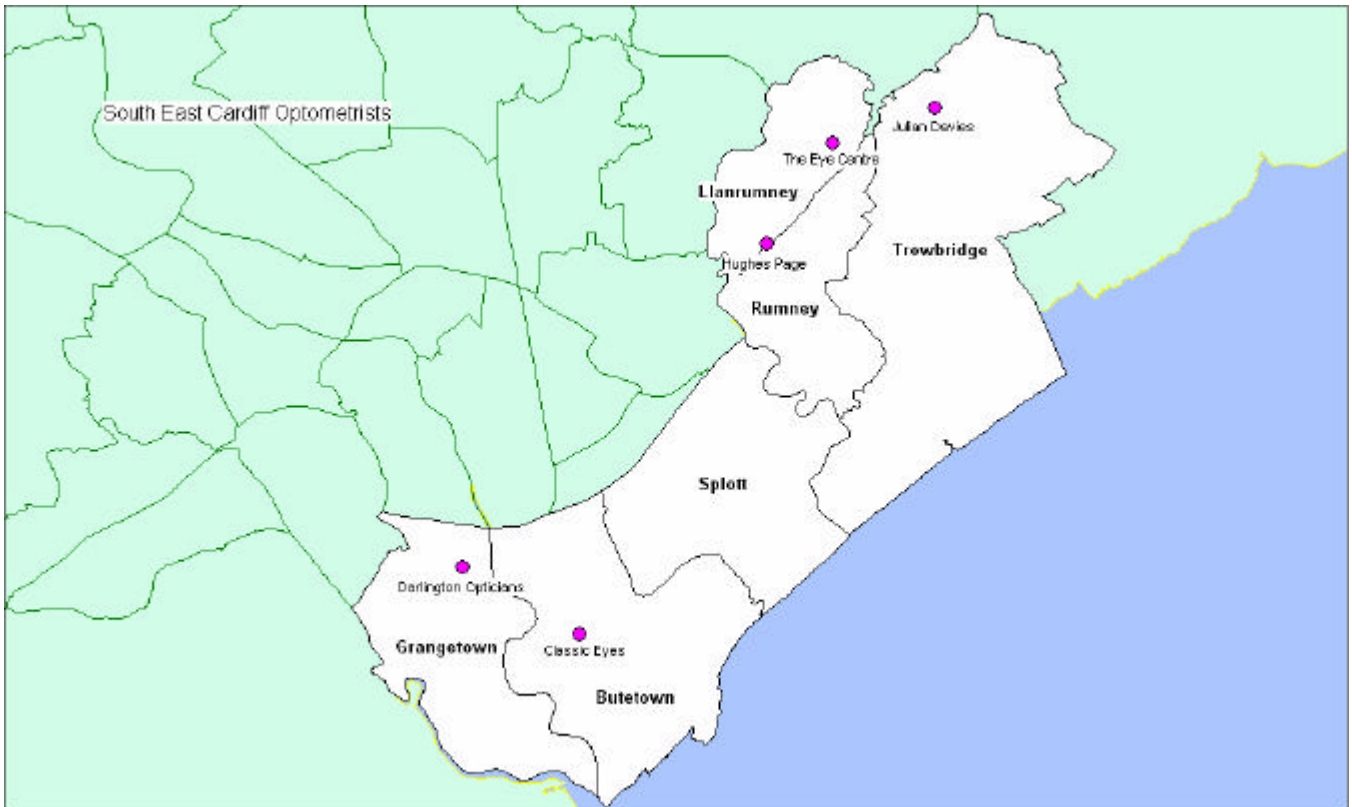 South East Cardiff Optometrists
Julian Davies
The Eye Centre
Llanrumney
Trowbridge
Hughes Page
Rumney
Splott
Darlington Opticians
Grangetown
Classic Eyes
Butetown